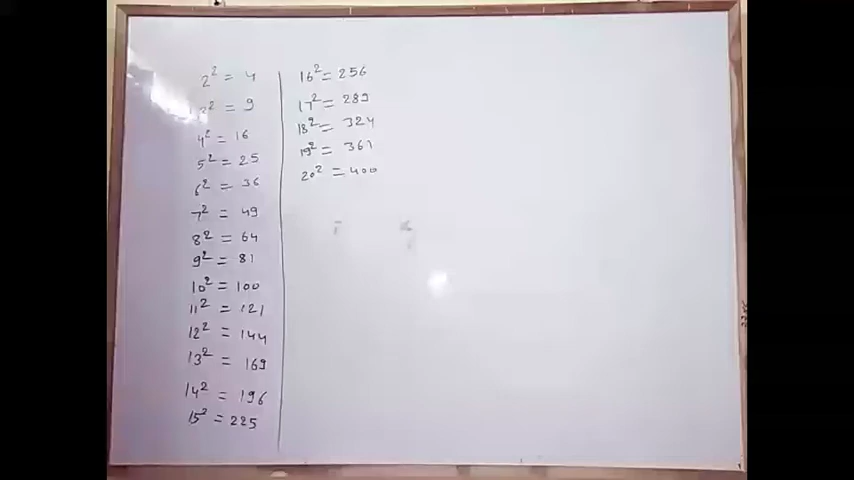 2² = 4
3² = 9
4² = 16
5² = 25
6² = 36
7² = 49
8² = 64
9² = 81
10² = 100
11² = 121
12² = 144
13² = 169
14² = 196
15² = 225
16² = 256
17² = 289
18² = 324
19² = 361
20² = 400